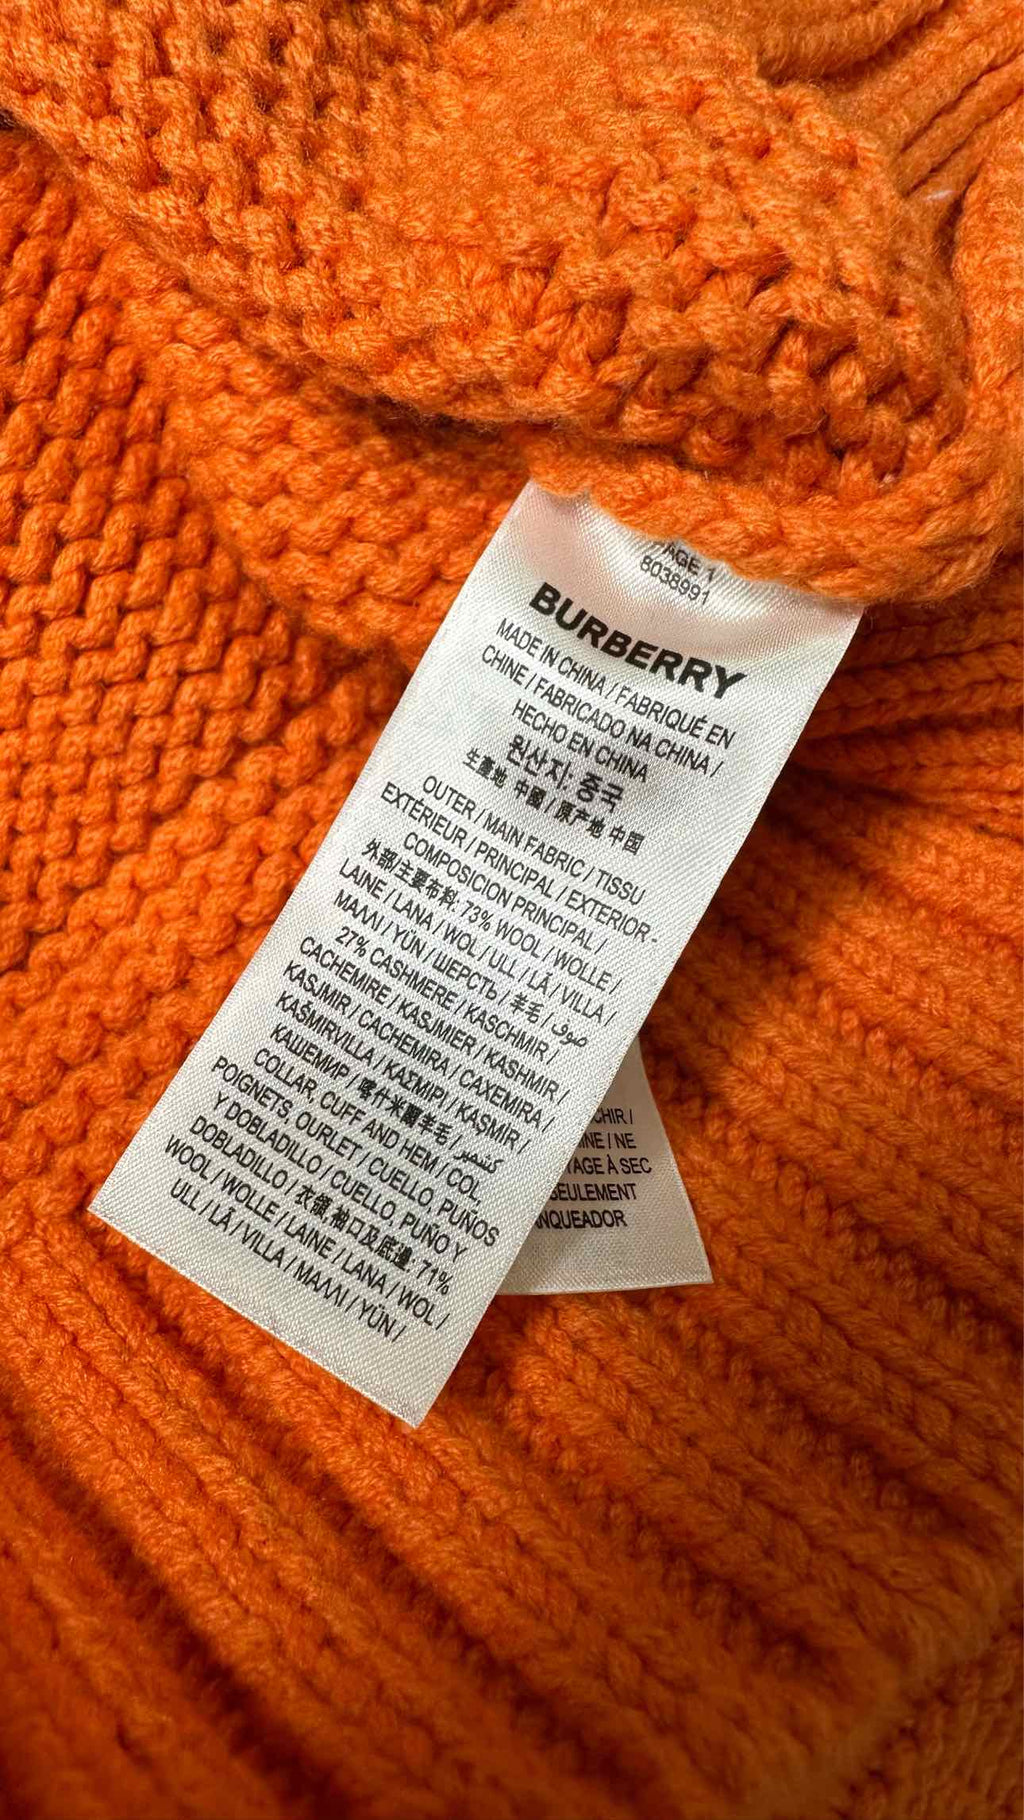 AGE 1
8038991
BURBERRY
MADE IN CHINA / FABRIQUÉ EN
CHINE / FABRICADO NA CHINA /
HECHO EN CHINA
원산지: 중국
生產地 中國 / 原产地 中国
OUTER / MAIN FABRIC / TISSU
EXTÉRIEUR / PRINCIPAL / EXTERIOR -
COMPOSICION PRINCIPAL /
外部/主要布料: 73% WOOL / WOLLE /
LAINE / LANA / WOL / ULL / LÃ / VILLA /
ΜΑΛΛΙ / YÜN / ШЕРСТЬ / 羊毛 / صوف
27% CASHMERE / KASCHMIR /
CACHEMIRE / KASJMIER / KASHMIR /
KASJMIR / CACHEMIRA / CAXEMIRA /
KAŠMIRVILLA / ΚΑΣΜΙΡΙ / KAŞMIR /
КАШЕМИР / 喀什米爾羊毛 / كشمير
COLLAR, CUFF AND HEM / COL,
POIGNETS, OURLET / CUELLO, PUÑOS
Y DOBLADILLO / CUELLO, PUÑO Y
DOBLADILLO / 衣領,袖口及底邊: 71%
WOOL / WOLLE / LAINE / LANA / WOL /
ULL / LÃ / VILLA / ΜΑΛΛΙ / YÜN /
CHIR /
INE / NE
TAGE À SEC
SEULEMENT
NQUEADOR